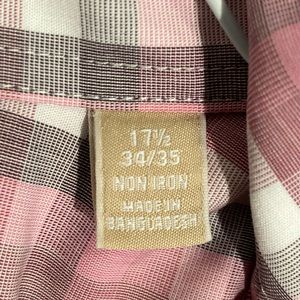 17½
34/35
NON IRON
MADE IN
BANGLADESH